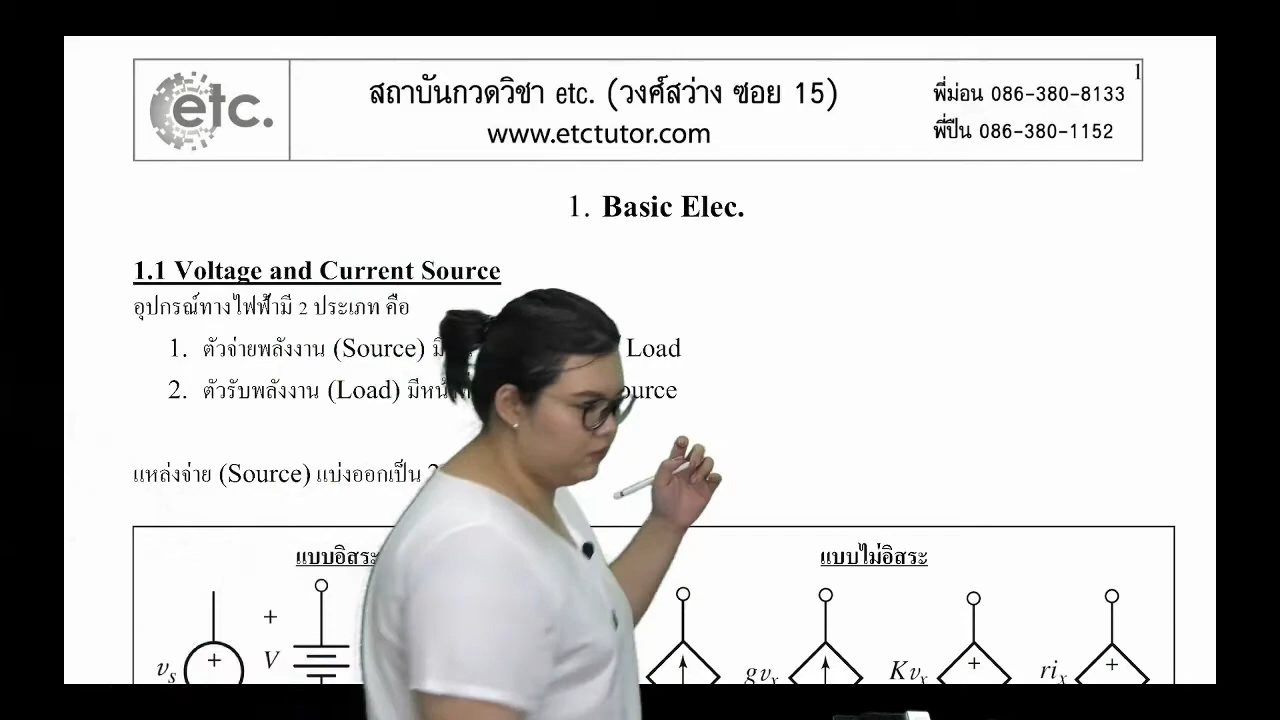 1
etc.
สถาบันกวดวิชา etc. (วงศ์สว่าง ซอย 15)
www.etctutor.com
พี่ม่อน 086-380-8133
พี่ปืน 086-380-1152
1. Basic Elec.
1.1 Voltage and Current Source
อุปกรณ์ทางไฟฟ้ามี 2 ประเภท คือ
1. ตัวจ่ายพลังงาน (Source) Load
2. ตัวรับพลังงาน (Load)
แหล่งจ่าย (Source) แบ่งออกเป็น
แบบอิสระ แบบไม่อิสระ
vₛ + + V gvₓ Kvₓ + riₓ +